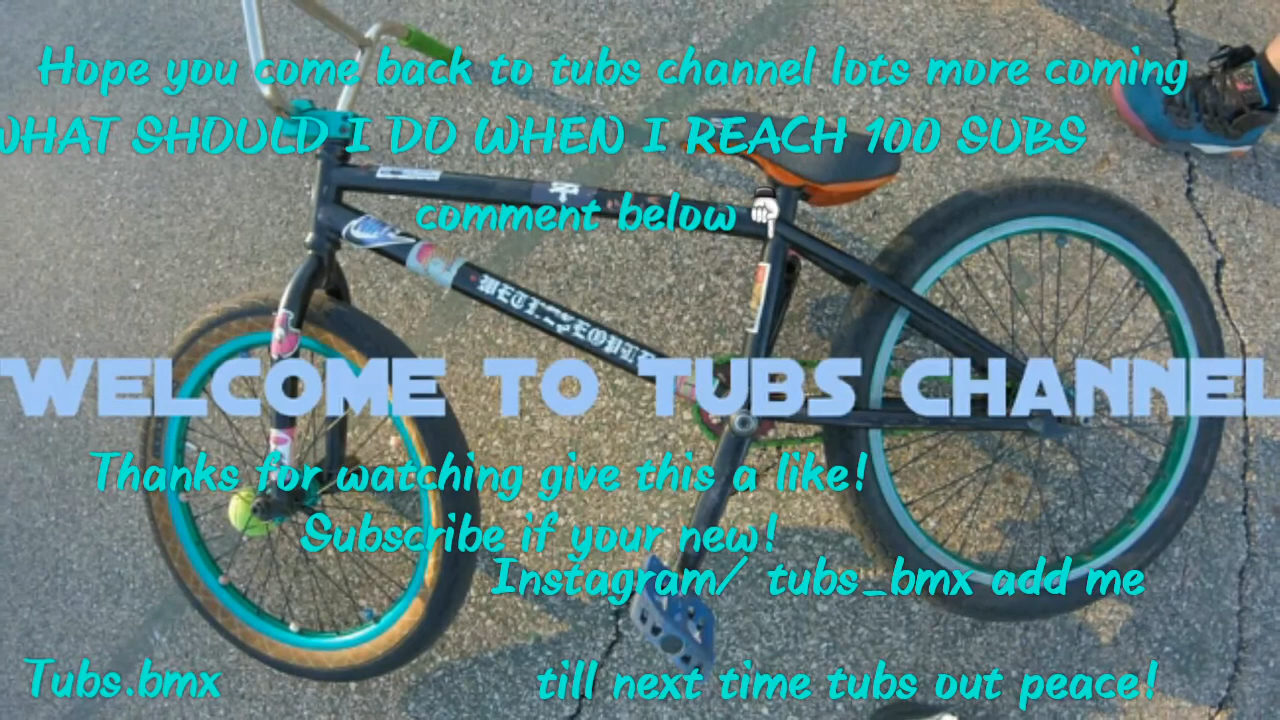 Hope you come back to tubs channel lots more coming
WHAT SHOULD I DO WHEN I REACH 100 SUBS
comment below
WETHEPEOPLE
WELCOME TO TUBS CHANNEL
Thanks for watching give this a like!
Subscribe if your new!
Instagram/ tubs_bmx add me
Tubs.bmx
till next time tubs out peace!